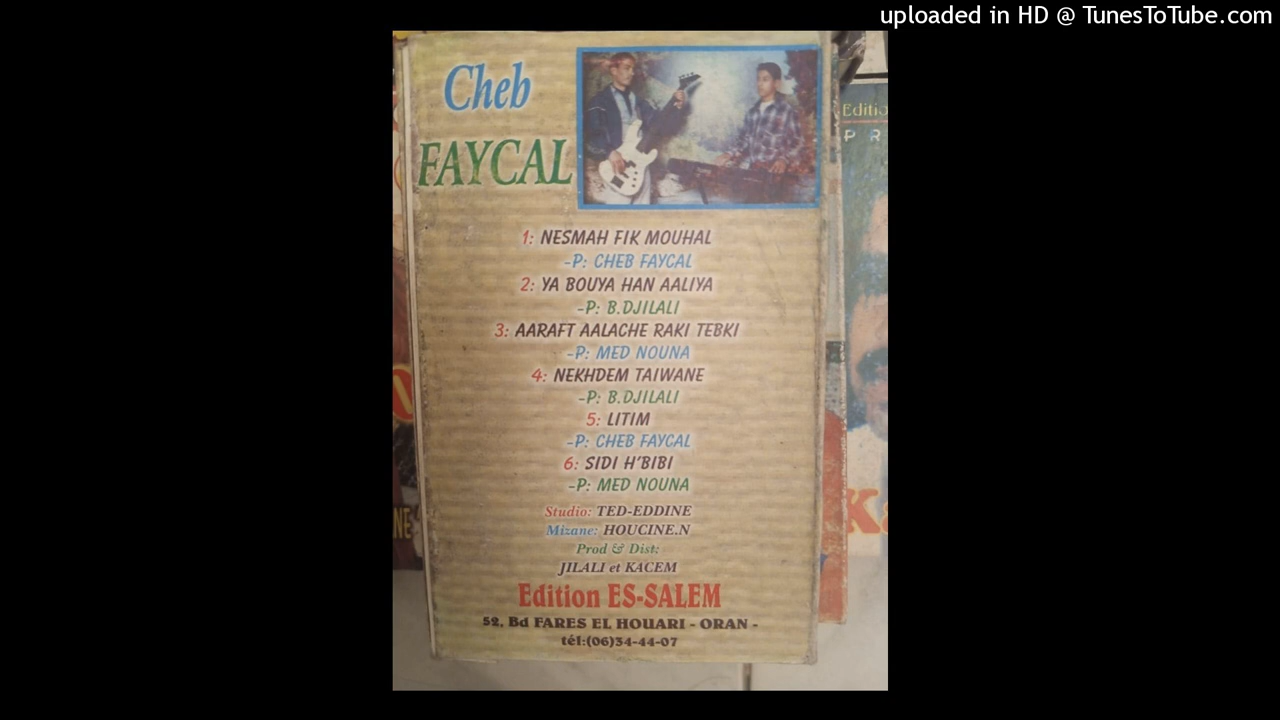 uploaded in HD @ TunesToTube.com
Cheb
FAYCAL
1: NESMAH FIK MOUHAL
-P: CHEB FAYCAL
2: YA BOUYA HAN AALIYA
-P: B.DJILALI
3: AARAFT AALACHE RAKI TEBKI
-P: MED NOUNA
4: NEKHDEM TAIWANE
-P: B.DJILALI
5: LITIM
-P: CHEB FAYCAL
6: SIDI H'BIBI
-P: MED NOUNA
Studio: TED-EDDINE
Mizane: HOUCINE.N
Prod & Dist:
JILALI et KACEM
Edition ES-SALEM
52, Bd FARES EL HOUARI - ORAN -
tél:(06)34-44-07